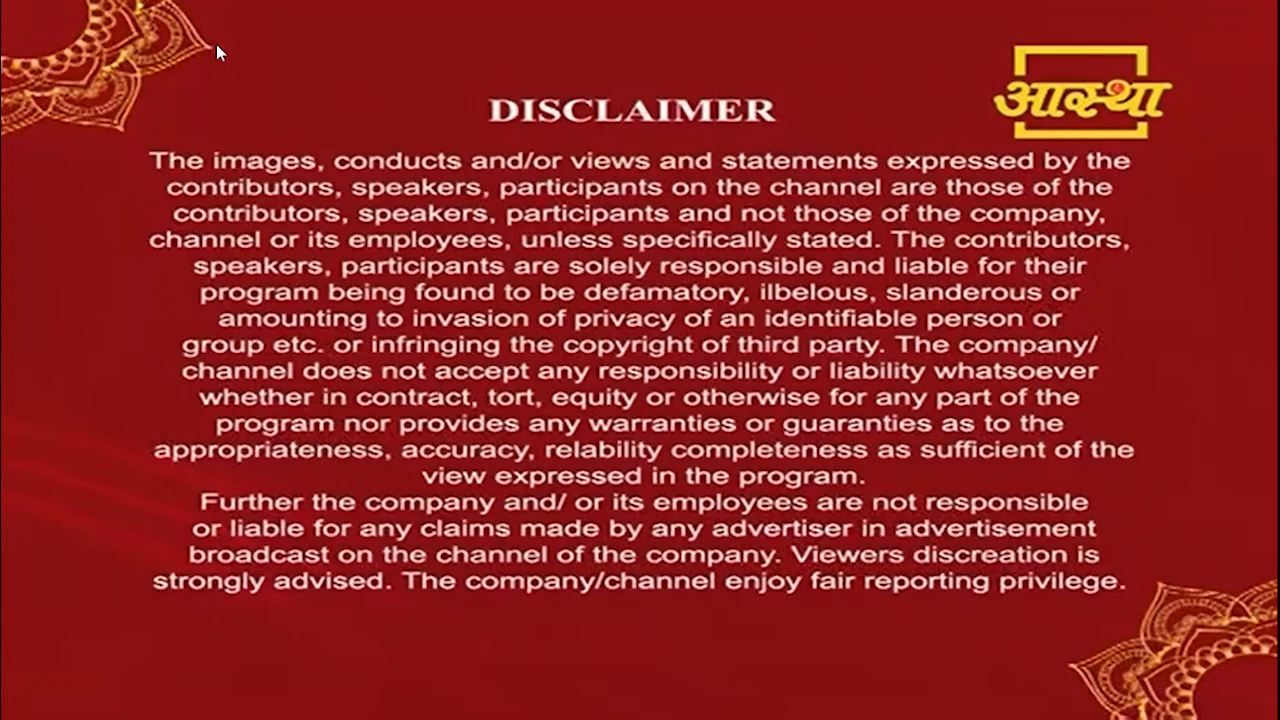 आस्था
DISCLAIMER
The images, conducts and/or views and statements expressed by the
contributors, speakers, participants on the channel are those of the
contributors, speakers, participants and not those of the company,
channel or its employees, unless specifically stated. The contributors,
speakers, participants are solely responsible and liable for their
program being found to be defamatory, ilbelous, slanderous or
amounting to invasion of privacy of an identifiable person or
group etc. or infringing the copyright of third party. The company/
channel does not accept any responsibility or liability whatsoever
whether in contract, tort, equity or otherwise for any part of the
program nor provides any warranties or guaranties as to the
appropriateness, accuracy, relability completeness as sufficient of the
view expressed in the program.
Further the company and/ or its employees are not responsible
or liable for any claims made by any advertiser in advertisement
broadcast on the channel of the company. Viewers discreation is
strongly advised. The company/channel enjoy fair reporting privilege.